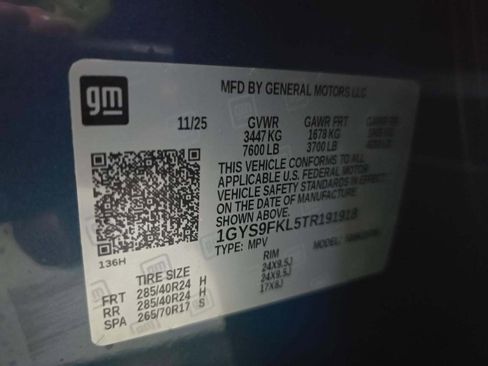 gm
MFD BY GENERAL MOTORS LLC
11/25 GVWR GAWR FRT
3447 KG 1678 KG
7600 LB 3700 LB
THIS VEHICLE CONFORMS TO ALL
APPLICABLE U.S. FEDERAL MOTOR
VEHICLE SAFETY STANDARDS IN EFFECT
ON THE DATE OF MANUFACTURE
SHOWN ABOVE.
1GYS9FKL5TR191918
TYPE: MPV
136H
TIRE SIZE RIM
FRT 285/40R24 H 24X9.5J
RR 285/40R24 H 24X9.5J
SPA 265/70R17 S 17X8J